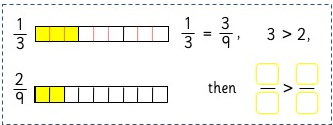 1/3 1/3 = 3/9, 3 > 2,
2/9 then >